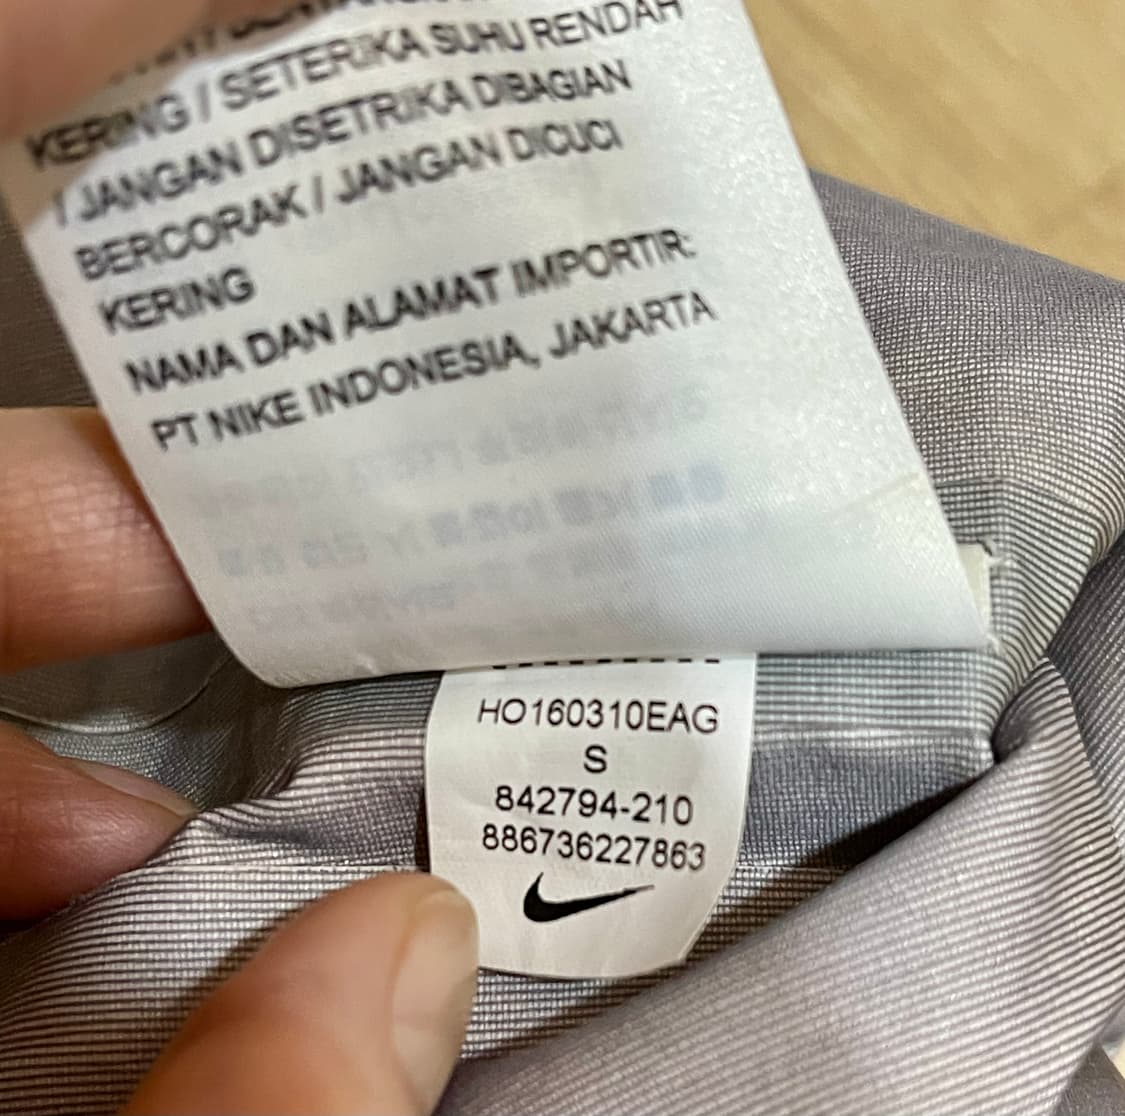 KERING / SETERIKA SUHU RENDAH
/ JANGAN DISETRIKA DIBAGIAN
BERCORAK / JANGAN DICUCI
KERING
NAMA DAN ALAMAT IMPORTIR:
PT NIKE INDONESIA, JAKARTA
HO160310EAG
S
842794-210
886736227863